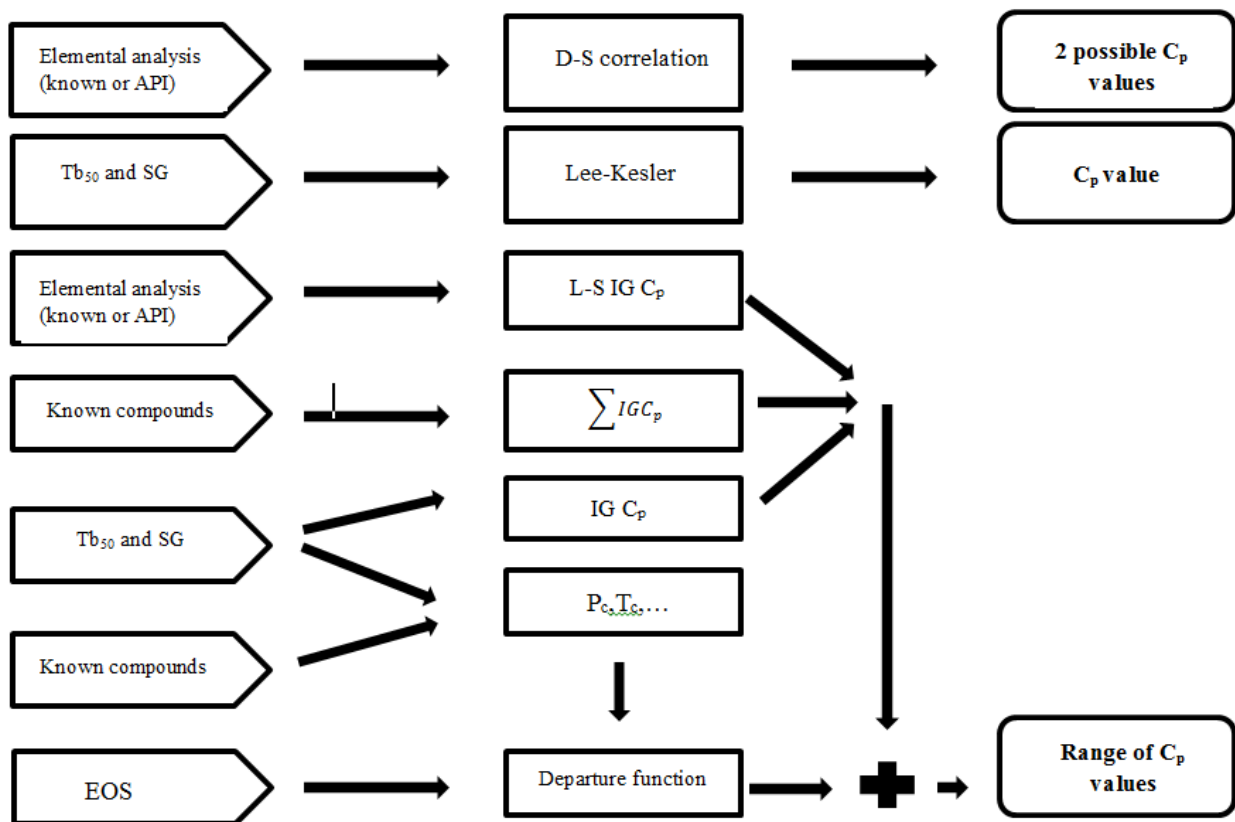 Elemental analysis
(known or API)
D-S correlation
2 possible Cₚ
values
Tb₅₀ and SG
Lee-Kesler
Cₚ value
Elemental analysis
(known or API)
L-S IG Cₚ
Known compounds
∑IGCₚ
Tb₅₀ and SG
IG Cₚ
P꜀,T꜀,…
Known compounds
EOS
Departure function
Range of Cₚ
values